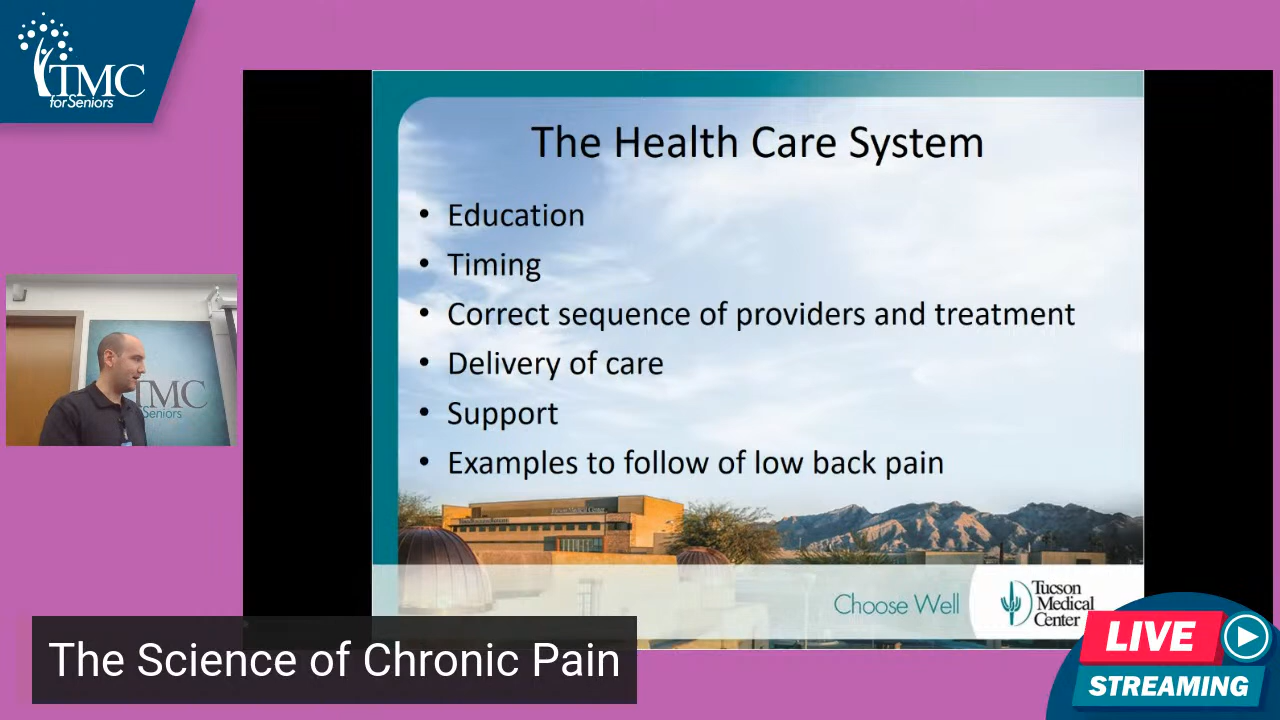 TMC
for Seniors
The Health Care System
• Education
• Timing
• Correct sequence of providers and treatment
• Delivery of care
• Support
• Examples to follow of low back pain
TMC
Seniors
Choose Well
Tucson
Medical
Center
The Science of Chronic Pain
LIVE
STREAMING